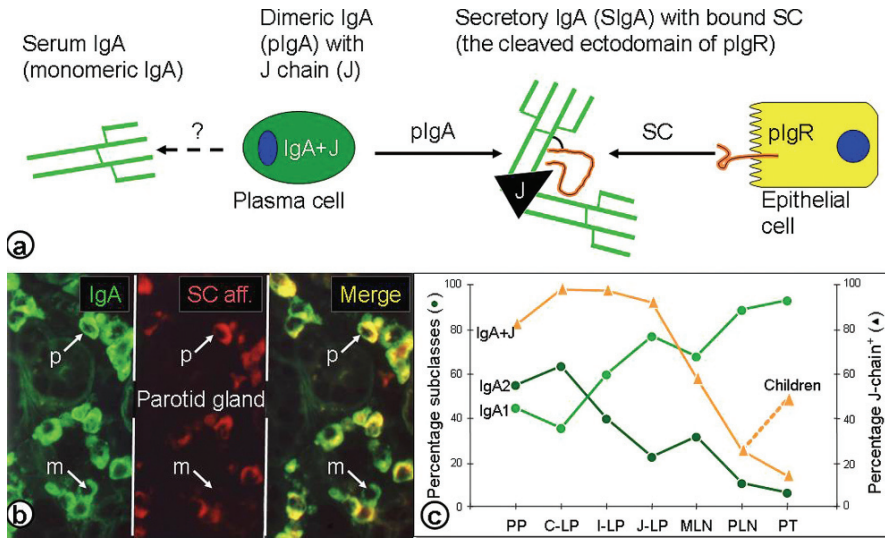 Serum IgA
(monomeric IgA)
Dimeric IgA
(pIgA) with
J chain (J)
Secretory IgA (SIgA) with bound SC
(the cleaved ectodomain of pIgR)
?
IgA+J
Plasma cell
pIgA
J
SC
pIgR
Epithelial
cell
a
IgA
SC aff.
Merge
p
p
p
Parotid gland
m
m
m
b
Percentage subclasses (●)
100
80
60
40
20
0
IgA+J
IgA2
IgA1
Children
100
80
60
40
20
0
Percentage J-chain⁺ (▲)
PP C-LP I-LP J-LP MLN PLN PT
c